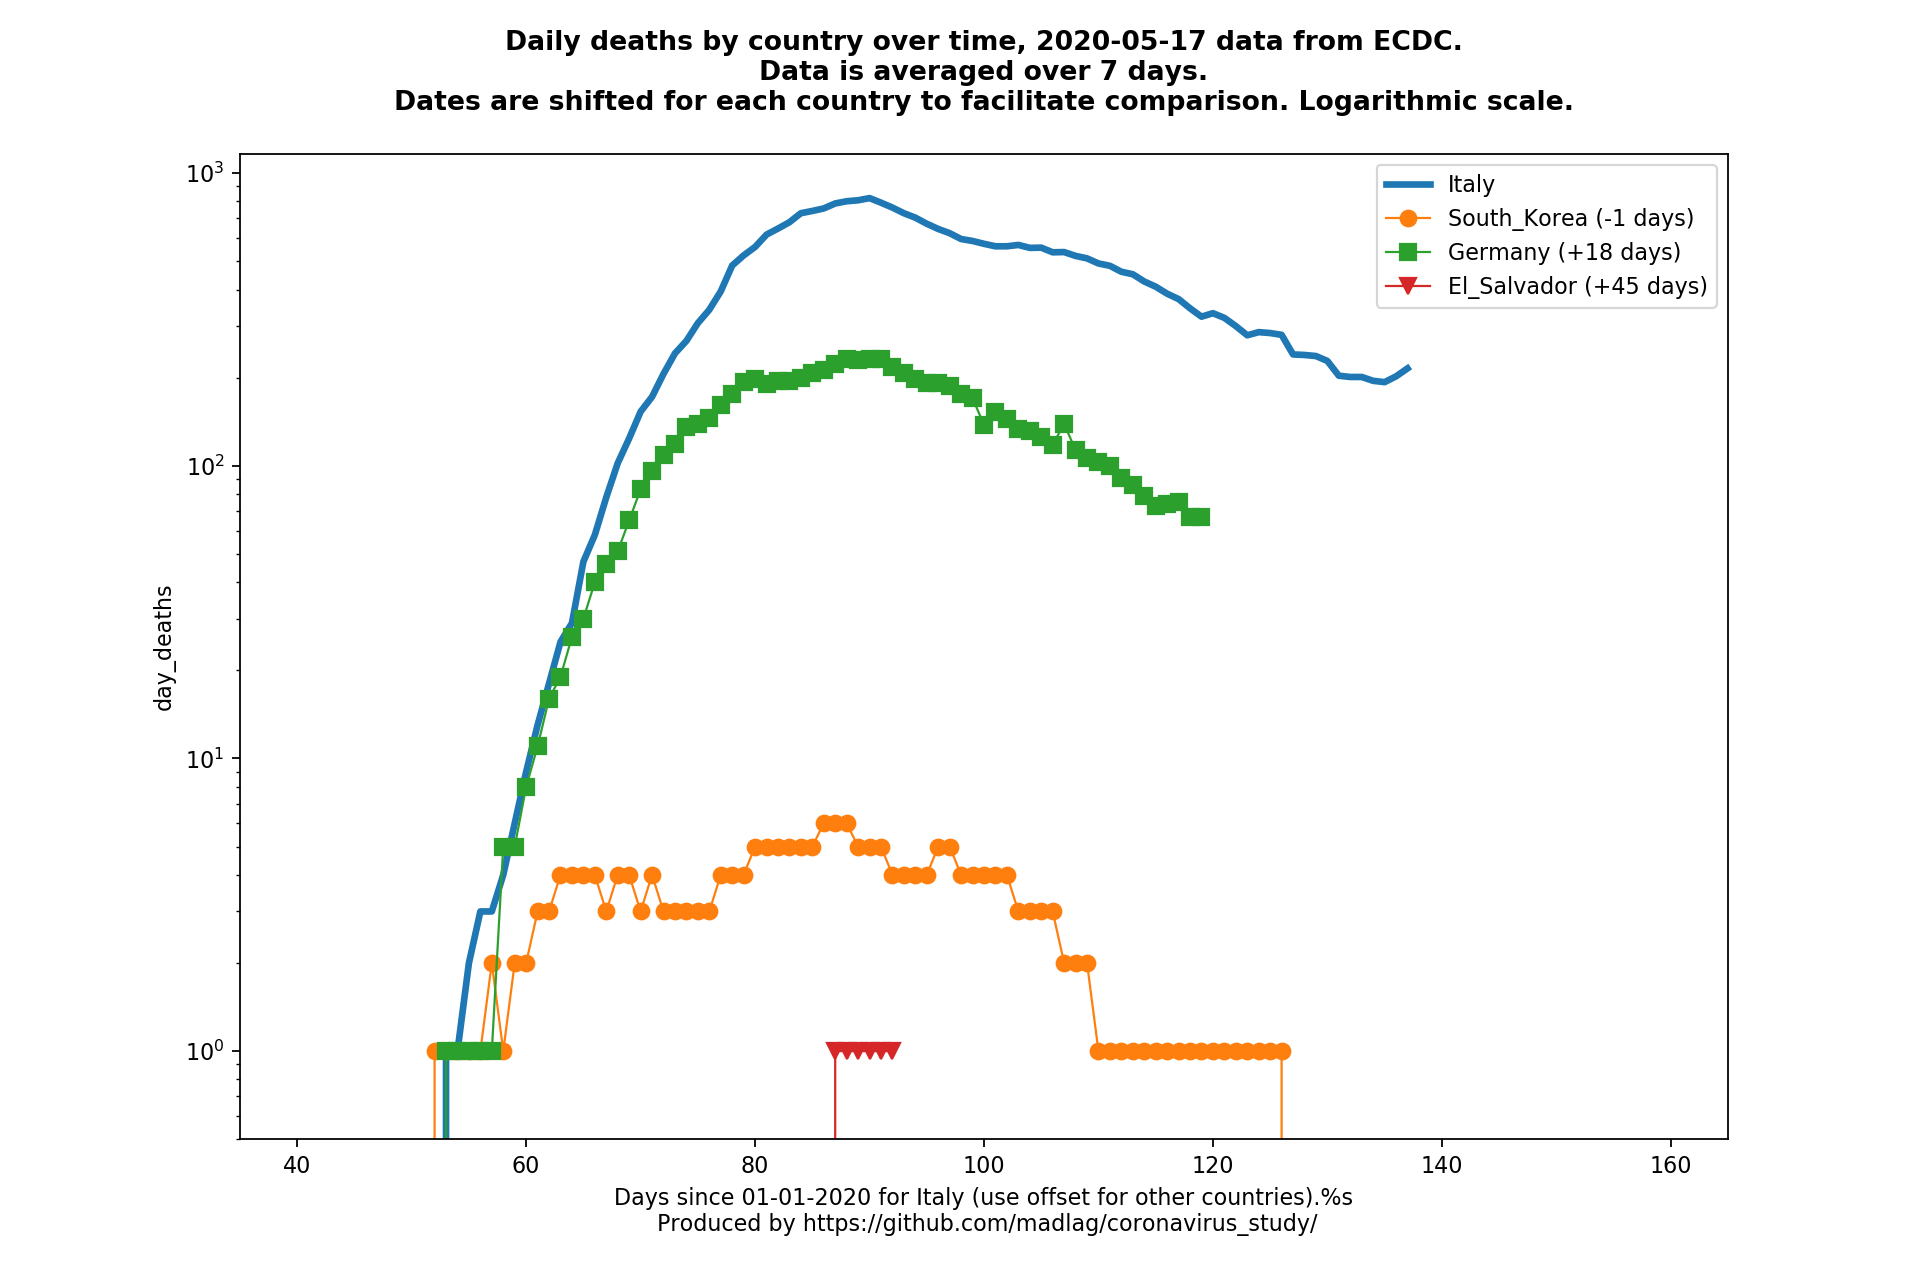 Daily deaths by country over time, 2020-05-17 data from ECDC.
Data is averaged over 7 days.
Dates are shifted for each country to facilitate comparison. Logarithmic scale.
10³
10²
10¹
10⁰
day_deaths
Italy
South_Korea (-1 days)
Germany (+18 days)
El_Salvador (+45 days)
40 60 80 100 120 140 160
Days since 01-01-2020 for Italy (use offset for other countries).%s
Produced by https://github.com/madlag/coronavirus_study/